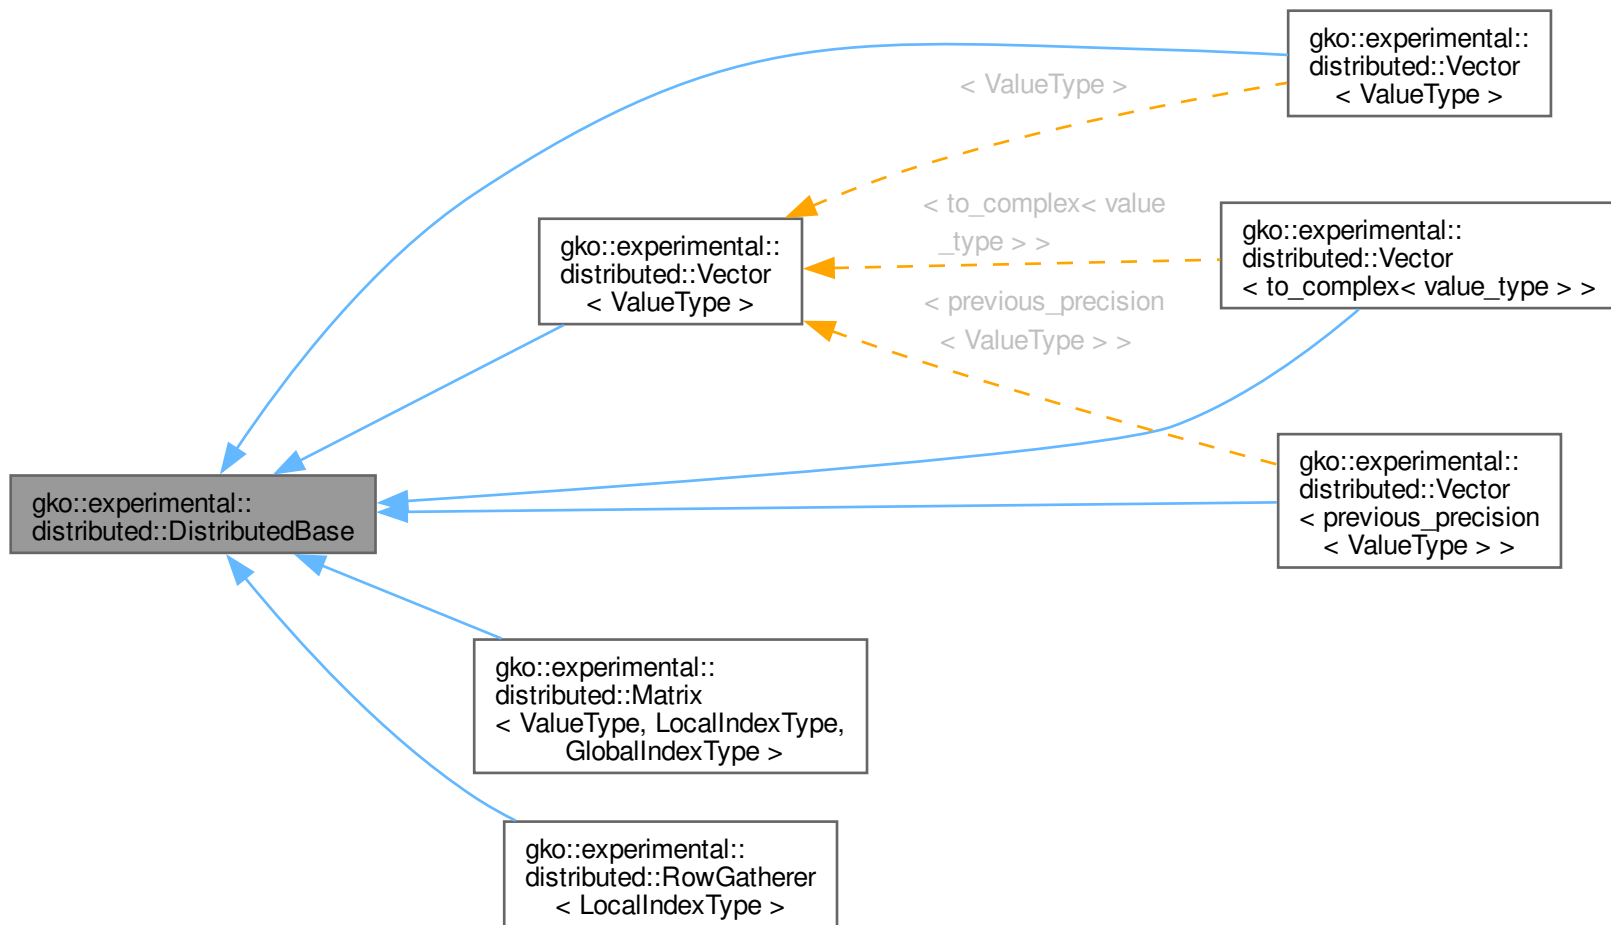 gko::experimental::
distributed::Vector
< ValueType >
< ValueType >
< to_complex< value
_type > >
gko::experimental::
distributed::Vector
< to_complex< value_type > >
gko::experimental::
distributed::Vector
< ValueType >
< previous_precision
< ValueType > >
gko::experimental::
distributed::Vector
< previous_precision
< ValueType > >
gko::experimental::
distributed::DistributedBase
gko::experimental::
distributed::Matrix
< ValueType, LocalIndexType,
GlobalIndexType >
gko::experimental::
distributed::RowGatherer
< LocalIndexType >